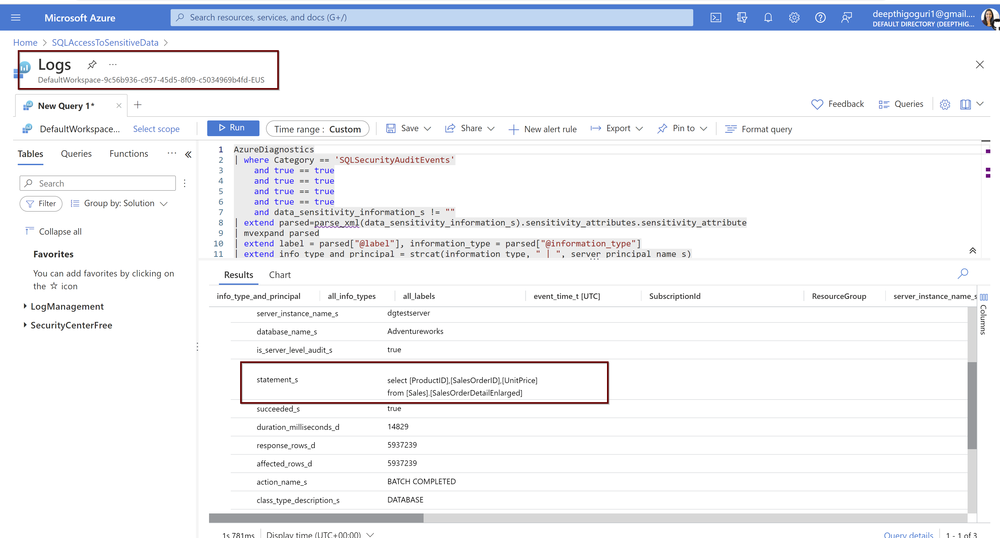 Microsoft Azure
Search resources, services, and docs (G+/)
deepthigoguri1@gmail....
DEFAULT DIRECTORY (DEEPTHIG...
Home > SQLAccessToSensitiveData >
Logs ...
DefaultWorkspace-9c56b936-c957-45d5-8f09-c5034969b4fd-EUS
New Query 1*
Feedback Queries
DefaultWorkspace... Select scope Run Time range : Custom Save Share New alert rule Export Pin to Format query
Tables Queries Functions ...
Search
Filter Group by: Solution
Collapse all
Favorites
You can add favorites by clicking on
the ☆ icon
LogManagement
SecurityCenterFree
1 AzureDiagnostics
2 | where Category == 'SQLSecurityAuditEvents'
3 and true == true
4 and true == true
5 and true == true
6 and true == true
7 and data_sensitivity_information_s != ""
8 | extend parsed=parse_xml(data_sensitivity_information_s).sensitivity_attributes.sensitivity_attribute
9 | mvexpand parsed
10 | extend label = parsed["@label"], information_type = parsed["@information_type"]
11 | extend info_type_and_principal = strcat(information_type, " | ", server_principal_name_s)
Results Chart
info_type_and_principal all_info_types all_labels event_time_t [UTC] SubscriptionId ResourceGroup server_instance_name_s
Columns
server_instance_name_s dgtestserver
database_name_s Adventureworks
is_server_level_audit_s true
statement_s select [ProductID],[SalesOrderID],[UnitPrice]
from [Sales].[SalesOrderDetailEnlarged]
succeeded_s true
duration_milliseconds_d 14829
response_rows_d 5937239
affected_rows_d 5937239
action_name_s BATCH COMPLETED
class_type_description_s DATABASE
1s 781ms Display time (UTC+00:00) Query details 1 - 1 of 3